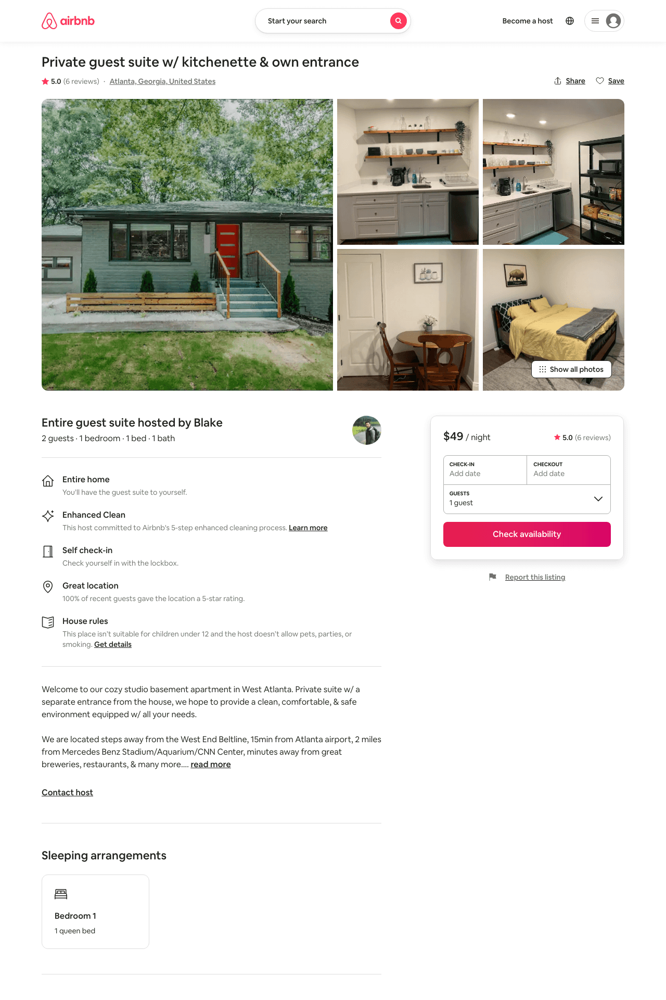 airbnb
Start your search
Become a host
Private guest suite w/ kitchenette & own entrance
5.0 (6 reviews) · Atlanta, Georgia, United States
Share
Save
Show all photos
Entire guest suite hosted by Blake
2 guests · 1 bedroom · 1 bed · 1 bath
Entire home
You'll have the guest suite to yourself.
Enhanced Clean
This host committed to Airbnb's 5-step enhanced cleaning process. Learn more
Self check-in
Check yourself in with the lockbox.
Great location
100% of recent guests gave the location a 5-star rating.
House rules
This place isn't suitable for children under 12 and the host doesn't allow pets, parties, or
smoking. Get details
Welcome to our cozy studio basement apartment in West Atlanta. Private suite w/ a
separate entrance from the house, we hope to provide a clean, comfortable, & safe
environment equipped w/ all your needs.
We are located steps away from the West End Beltline, 15min from Atlanta airport, 2 miles
from Mercedes Benz Stadium/Aquarium/CNN Center, minutes away from great
breweries, restaurants, & many more.... read more
Contact host
Sleeping arrangements
Bedroom 1
1 queen bed
$49 / night
5.0 (6 reviews)
CHECK-IN
Add date
CHECKOUT
Add date
GUESTS
1 guest
Check availability
Report this listing